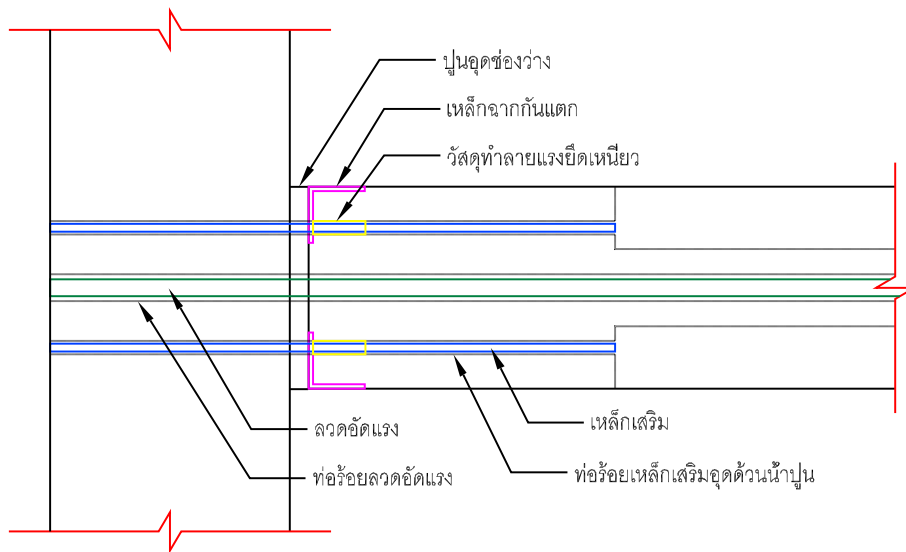 ปูนอุดช่องว่าง
เหล็กฉากกันแตก
วัสดุทำลายแรงยึดเหนี่ยว
ลวดอัดแรง
เหล็กเสริม
ท่อร้อยลวดอัดแรง
ท่อร้อยเหล็กเสริมอุดด้วนน้ำปูน